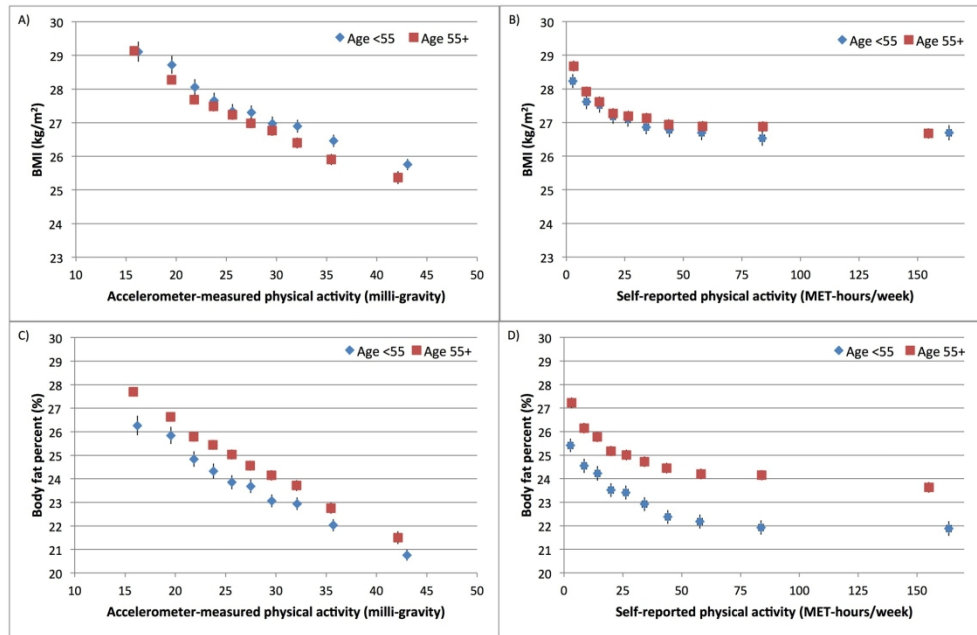 A)
Age <55 Age 55+
30
29
28
27
26
25
24
23
BMI (kg/m²)
10 15 20 25 30 35 40 45 50
Accelerometer-measured physical activity (milli-gravity)
B)
Age <55 Age 55+
30
29
28
27
26
25
24
23
BMI (kg/m²)
0 25 50 75 100 125 150
Self-reported physical activity (MET-hours/week)
C)
Age <55 Age 55+
30
29
28
27
26
25
24
23
22
21
20
Body fat percent (%)
10 15 20 25 30 35 40 45 50
Accelerometer-measured physical activity (milli-gravity)
D)
Age <55 Age 55+
30
29
28
27
26
25
24
23
22
21
20
Body fat percent (%)
0 25 50 75 100 125 150
Self-reported physical activity (MET-hours/week)